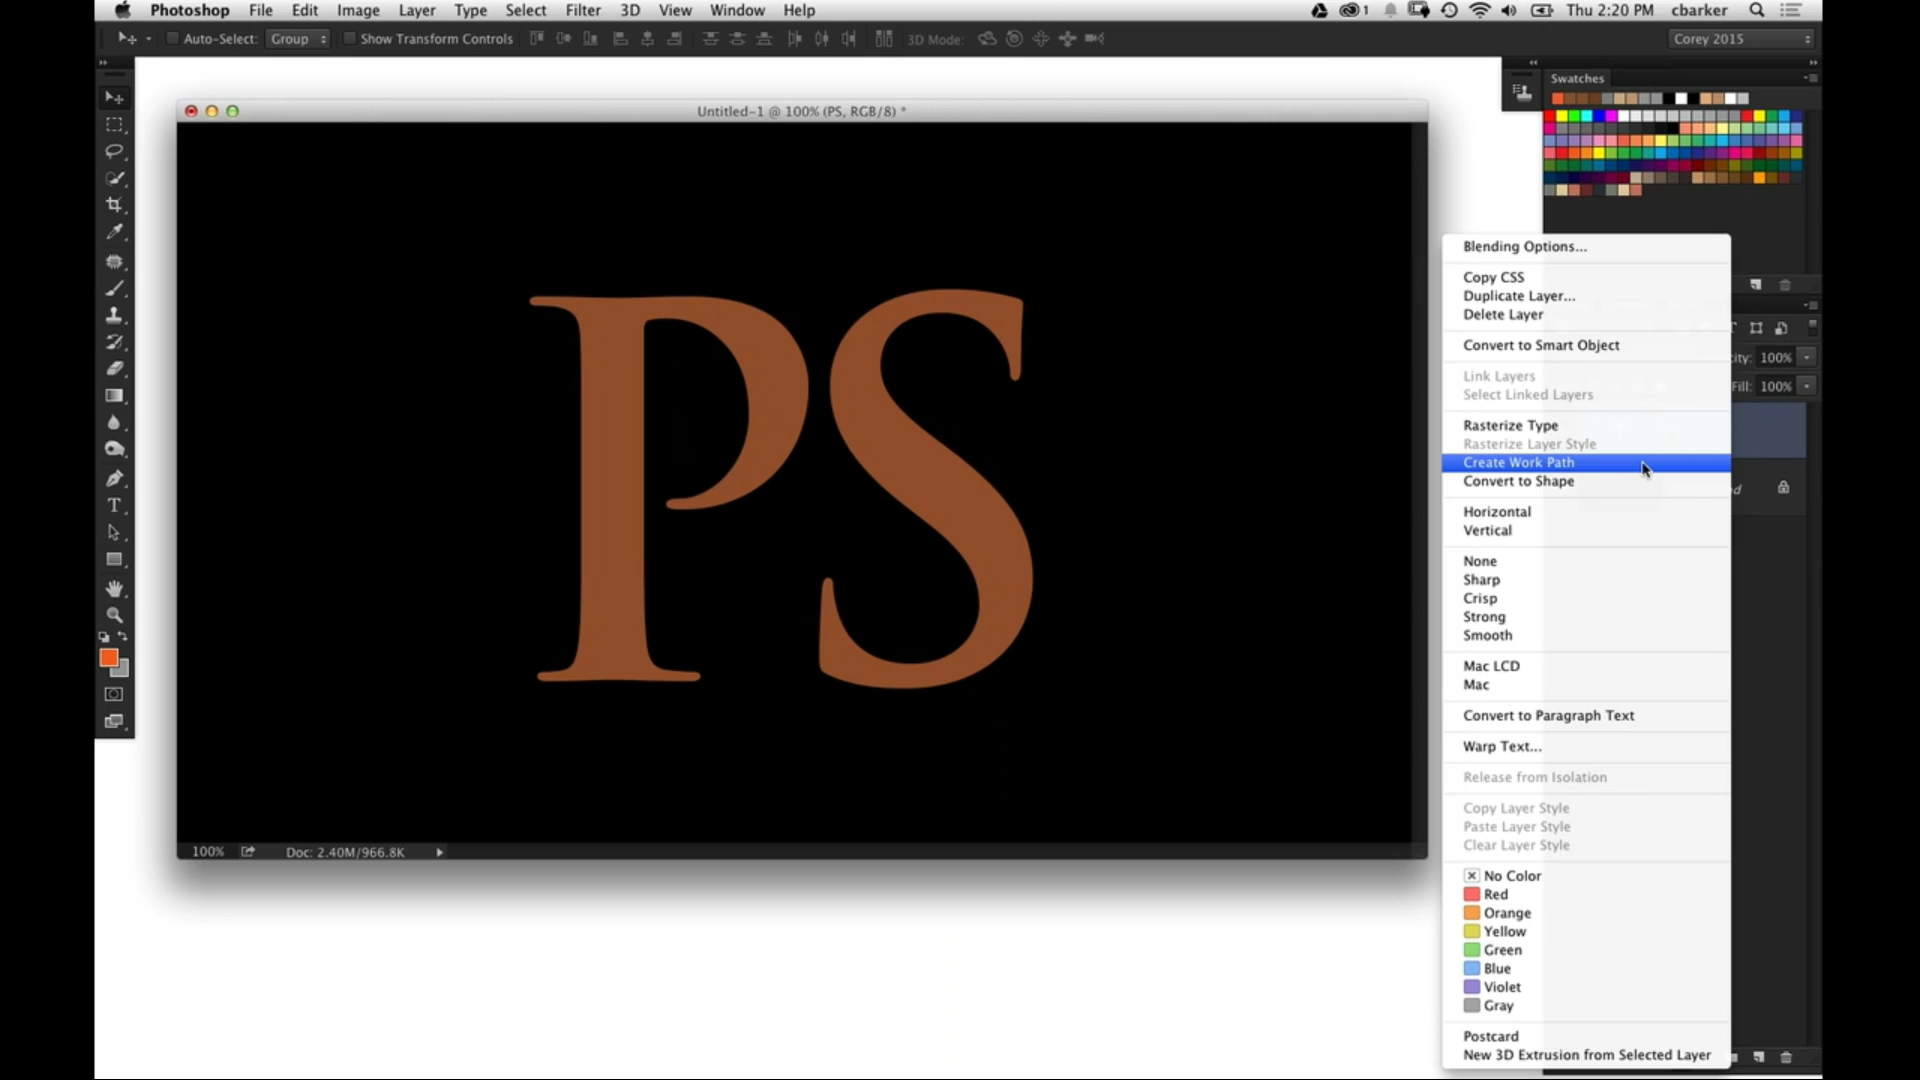 Photoshop File Edit Image Layer Type Select Filter 3D View Window Help 1 Thu 2:20 PM cbarker
Auto-Select: Group Show Transform Controls 3D Mode: Corey 2015
Swatches
Untitled-1 @ 100% (PS, RGB/8) *
PS
100% Doc: 2.40M/966.8K
Blending Options...
Copy CSS
Duplicate Layer...
Delete Layer
Convert to Smart Object
100%
Link Layers
Fill: 100%
Select Linked Layers
Rasterize Type
Rasterize Layer Style
Create Work Path
Convert to Shape
Horizontal
Vertical
None
Sharp
Crisp
Strong
Smooth
Mac LCD
Mac
Convert to Paragraph Text
Warp Text...
Release from Isolation
Copy Layer Style
Paste Layer Style
Clear Layer Style
No Color
Red
Orange
Yellow
Green
Blue
Violet
Gray
Postcard
New 3D Extrusion from Selected Layer